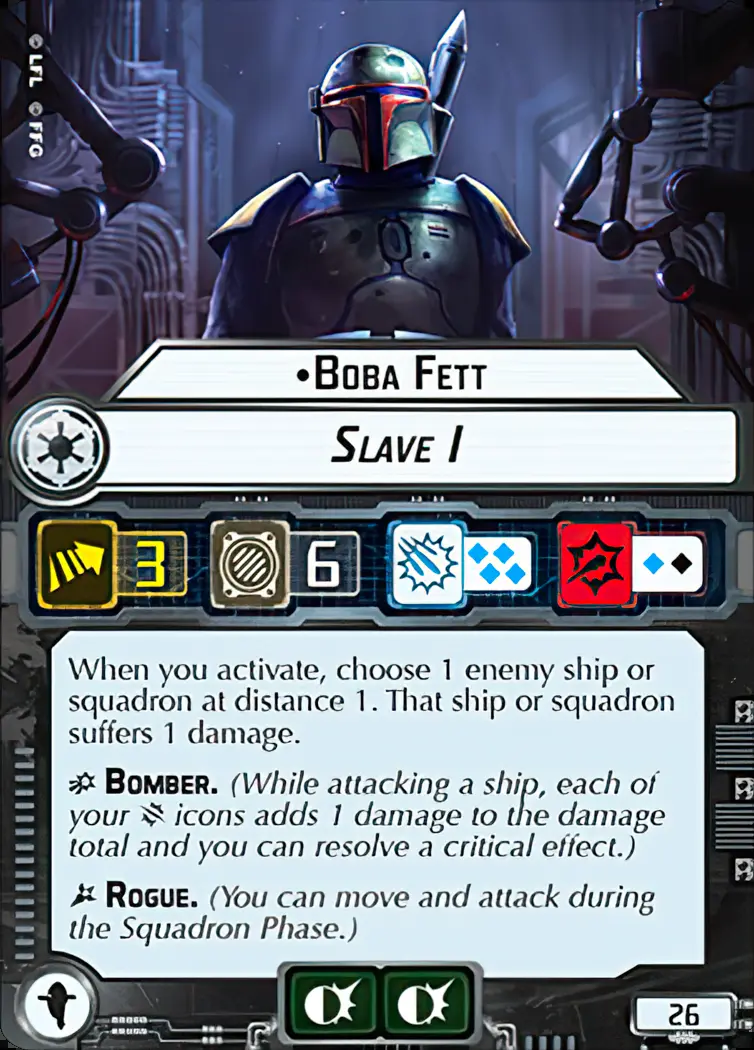 © LFL © FFG
•BOBA FETT
SLAVE I
3
6
When you activate, choose 1 enemy ship or
squadron at distance 1. That ship or squadron
suffers 1 damage.
BOMBER. (While attacking a ship, each of
your icons adds 1 damage to the damage
total and you can resolve a critical effect.)
ROGUE. (You can move and attack during
the Squadron Phase.)
26